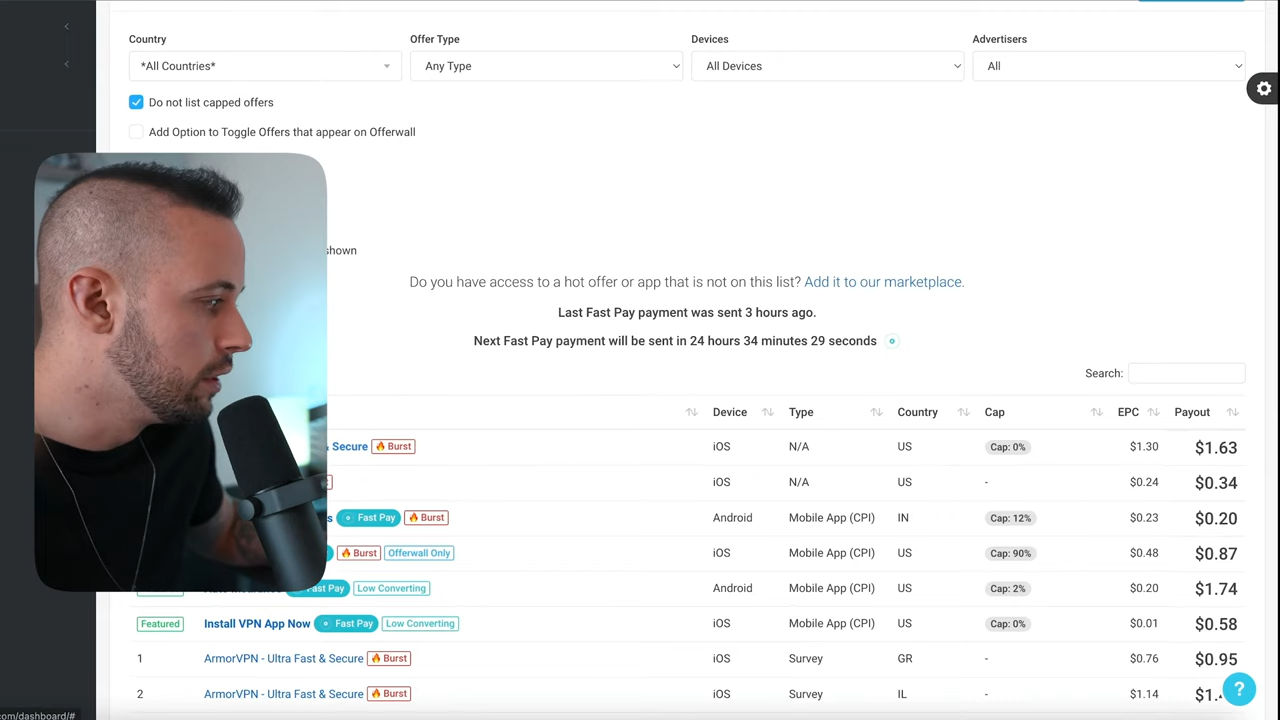 Country Offer Type Devices Advertisers
*All Countries* Any Type All Devices All
Do not list capped offers
Add Option to Toggle Offers that appear on Offerwall
shown
Do you have access to a hot offer or app that is not on this list? Add it to our marketplace.
Last Fast Pay payment was sent 3 hours ago.
Next Fast Pay payment will be sent in 24 hours 34 minutes 29 seconds
Search:
Device Type Country Cap EPC Payout
& Secure Burst iOS N/A US Cap: 0% $1.30 $1.63
iOS N/A US - $0.24 $0.34
s Fast Pay Burst Android Mobile App (CPI) IN Cap: 12% $0.23 $0.20
Burst Offerwall Only iOS Mobile App (CPI) US Cap: 90% $0.48 $0.87
Fast Pay Low Converting Android Mobile App (CPI) US Cap: 2% $0.20 $1.74
Featured Install VPN App Now Fast Pay Low Converting iOS Mobile App (CPI) US Cap: 0% $0.01 $0.58
1 ArmorVPN - Ultra Fast & Secure Burst iOS Survey GR - $0.76 $0.95
2 ArmorVPN - Ultra Fast & Secure Burst iOS Survey IL - $1.14
?
com/dashboard/#